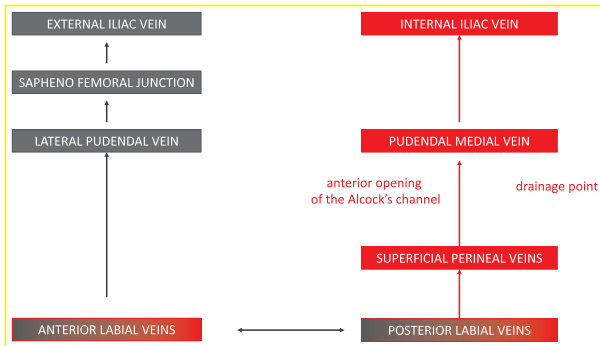 EXTERNAL ILIAC VEIN
SAPHENO FEMORAL JUNCTION
LATERAL PUDENDAL VEIN
ANTERIOR LABIAL VEINS
INTERNAL ILIAC VEIN
PUDENDAL MEDIAL VEIN
anterior opening
of the Alcock's channel
drainage point
SUPERFICIAL PERINEAL VEINS
POSTERIOR LABIAL VEINS